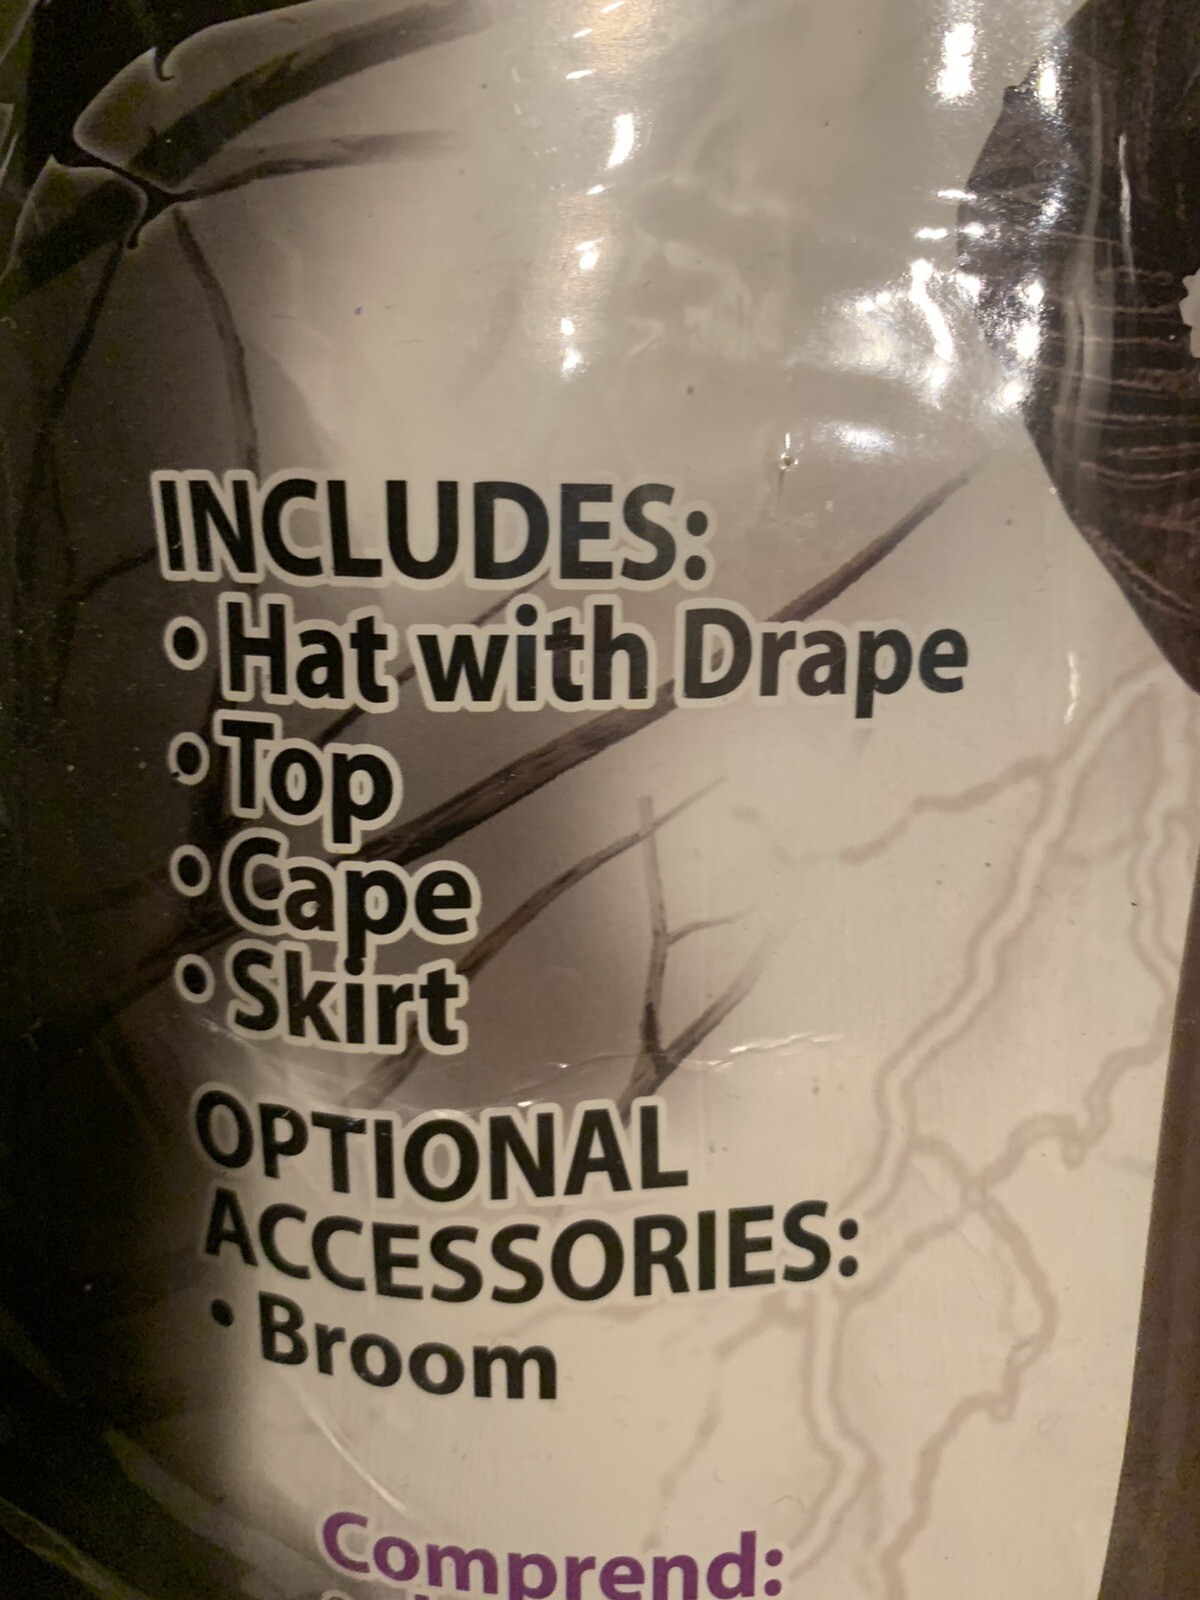 INCLUDES:
• Hat with Drape
• Top
• Cape
• Skirt
OPTIONAL
ACCESSORIES:
• Broom
Comprend: